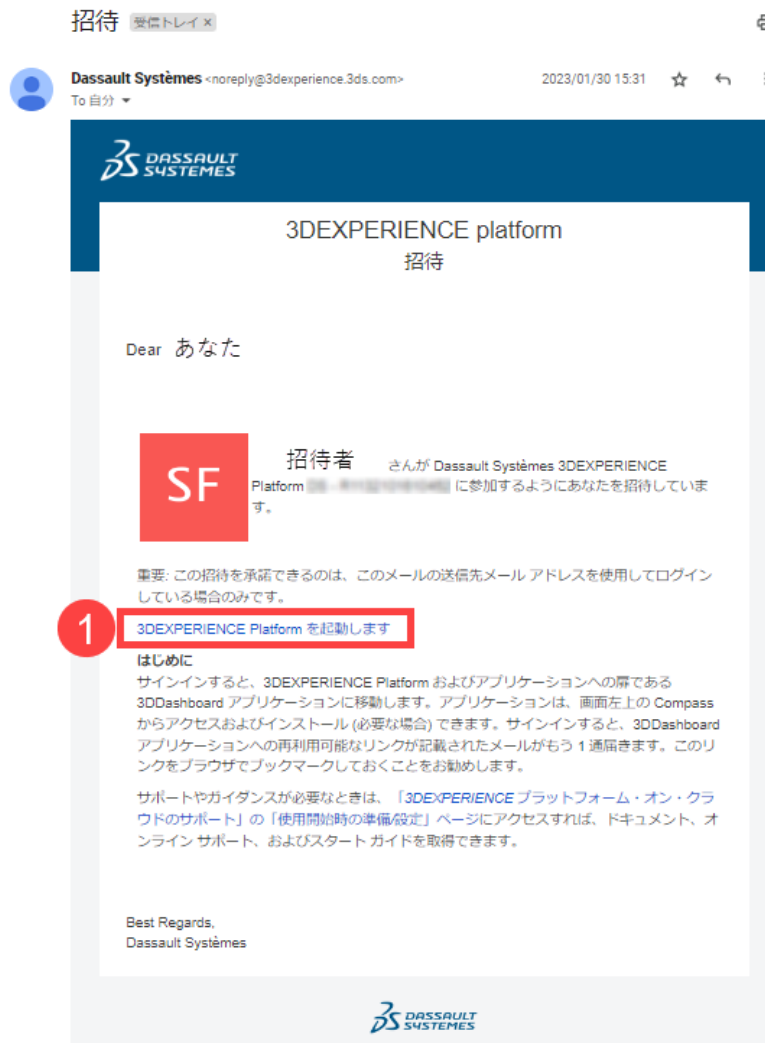 招待 受信トレイ ×
Dassault Systèmes <noreply@3dexperience.3ds.com> 2023/01/30 15:31
To 自分
DASSAULT
SYSTEMES
3DEXPERIENCE platform
招待
Dear あなた
SF
招待者 さんが Dassault Systèmes 3DEXPERIENCE
Platform に参加するようにあなたを招待していま
す。
重要: この招待を承諾できるのは、このメールの送信先メール アドレスを使用してログイン
している場合のみです。
1
3DEXPERIENCE Platform を起動します
はじめに
サインインすると、3DEXPERIENCE Platform およびアプリケーションへの扉である
3DDashboard アプリケーションに移動します。アプリケーションは、画面左上の Compass
からアクセスおよびインストール (必要な場合) できます。サインインすると、3DDashboard
アプリケーションへの再利用可能なリンクが記載されたメールがもう 1 通届きます。このリ
ンクをブラウザでブックマークしておくことをお勧めします。
サポートやガイダンスが必要なときは、「3DEXPERIENCE プラットフォーム・オン・クラ
ウドのサポート」の「使用開始時の準備/設定」ページにアクセスすれば、ドキュメント、オ
ンライン サポート、およびスタート ガイドを取得できます。
Best Regards,
Dassault Systèmes
DASSAULT
SYSTEMES